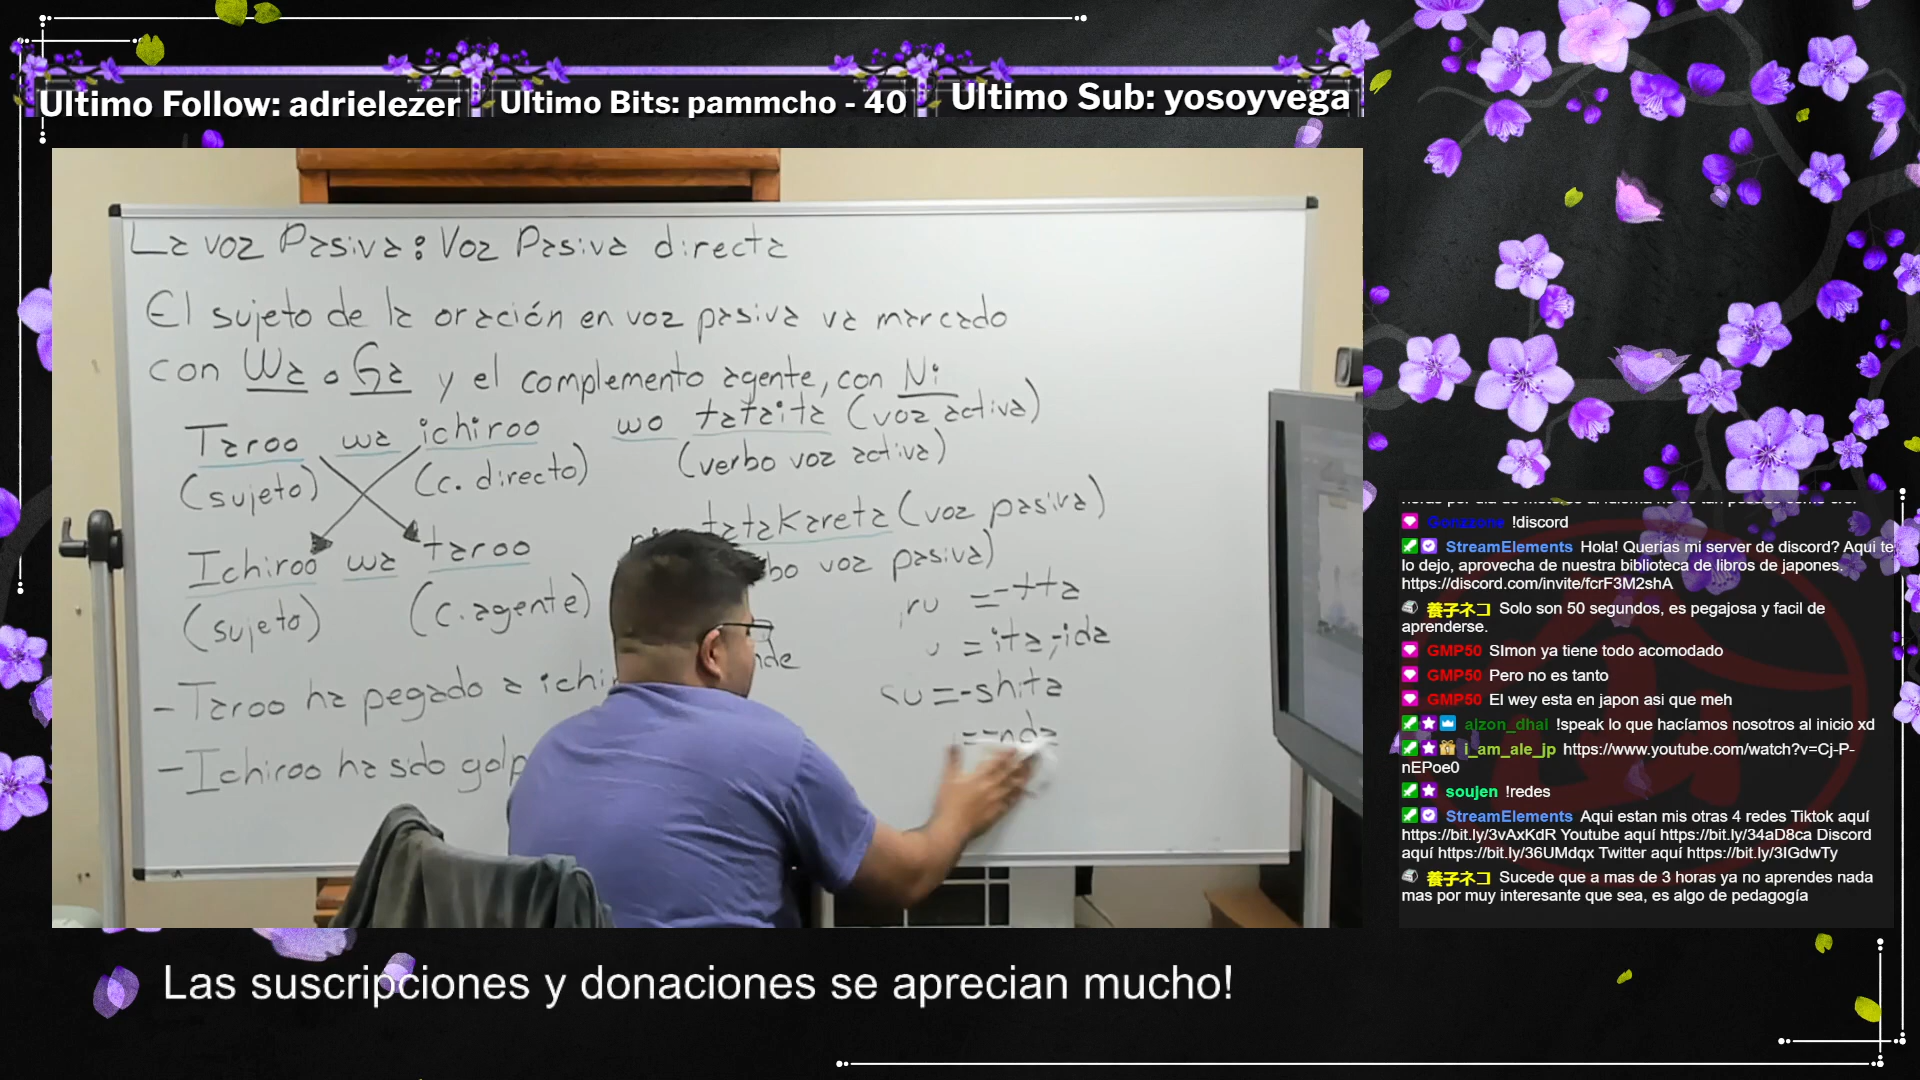 Ultimo Follow: adrielezer
Ultimo Bits: pammcho - 40
Ultimo Sub: yosoyvega
La voz Pasiva: Voz Pasiva directa
El sujeto de la oración en voz pasiva va marcado
con Wa o Ga y el complemento agente, con Ni
Taroo wa ichiroo wo tataita (voz activa)
(sujeto) (c. directo) (verbo voz activa)
Ichiroo wa taroo tatakareta (voz pasiva)
(sujeto) (c. agente) voz pasiva)
ru =-tta
=ita,-ida
su =-shita
=-nda
-Taroo ha pegado a
-Ichiroo ha sido
Gonzzone !discord
StreamElements Hola! Querias mi server de discord? Aqui te
lo dejo, aprovecha de nuestra biblioteca de libros de japones.
https://discord.com/invite/fcrF3M2shA
養子ネコ Solo son 50 segundos, es pegajosa y facil de
aprenderse.
GMP50 SImon ya tiene todo acomodado
GMP50 Pero no es tanto
GMP50 El wey esta en japon asi que meh
ajzon_dhal !speak lo que hacíamos nosotros al inicio xd
i_am_ale_jp https://www.youtube.com/watch?v=Cj-P-
nEPoe0
soujen !redes
StreamElements Aqui estan mis otras 4 redes Tiktok aquí
https://bit.ly/3vAxKdR Youtube aquí https://bit.ly/34aD8ca Discord
aquí https://bit.ly/36UMdqx Twitter aquí https://bit.ly/3IGdwTy
養子ネコ Sucede que a mas de 3 horas ya no aprendes nada
mas por muy interesante que sea, es algo de pedagogía
Las suscripciones y donaciones se aprecian mucho!